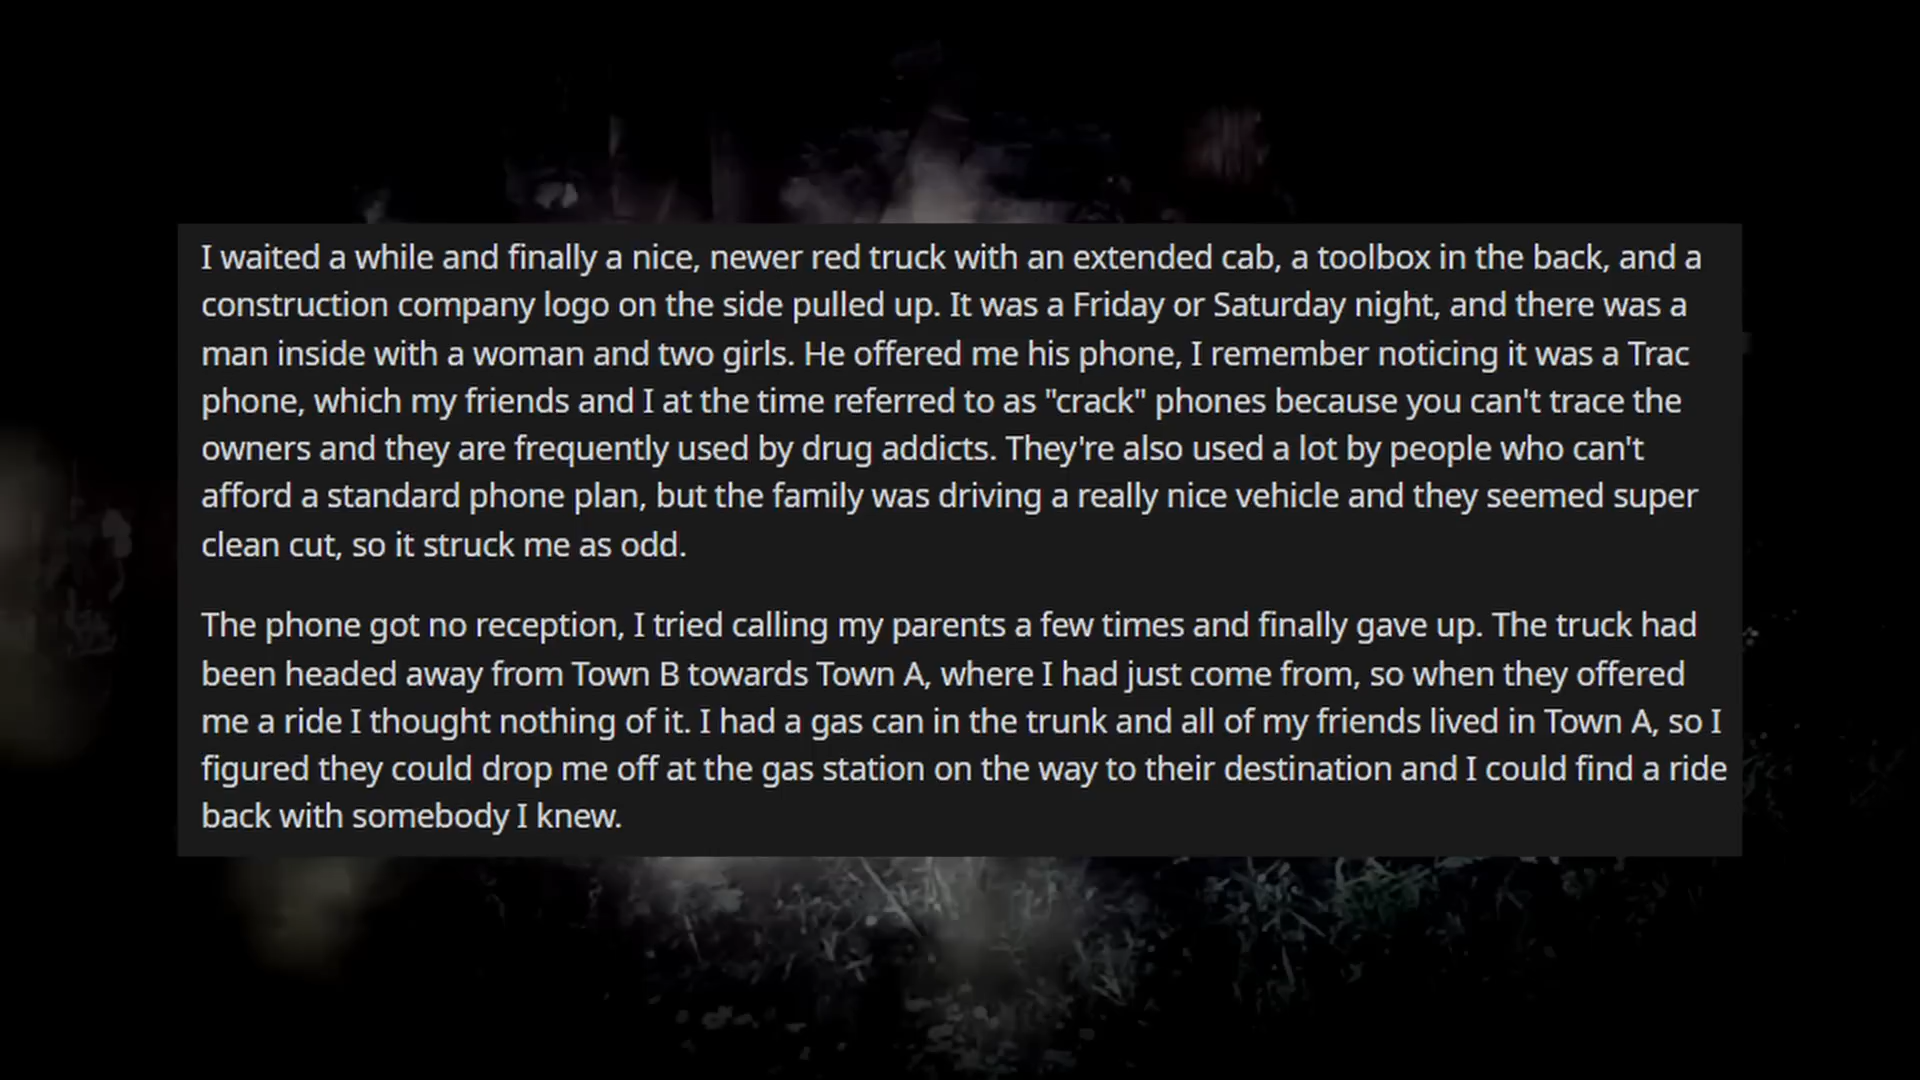 I waited a while and finally a nice, newer red truck with an extended cab, a toolbox in the back, and a
construction company logo on the side pulled up. It was a Friday or Saturday night, and there was a
man inside with a woman and two girls. He offered me his phone, I remember noticing it was a Trac
phone, which my friends and I at the time referred to as "crack" phones because you can't trace the
owners and they are frequently used by drug addicts. They're also used a lot by people who can't
afford a standard phone plan, but the family was driving a really nice vehicle and they seemed super
clean cut, so it struck me as odd.
The phone got no reception, I tried calling my parents a few times and finally gave up. The truck had
been headed away from Town B towards Town A, where I had just come from, so when they offered
me a ride I thought nothing of it. I had a gas can in the trunk and all of my friends lived in Town A, so I
figured they could drop me off at the gas station on the way to their destination and I could find a ride
back with somebody I knew.